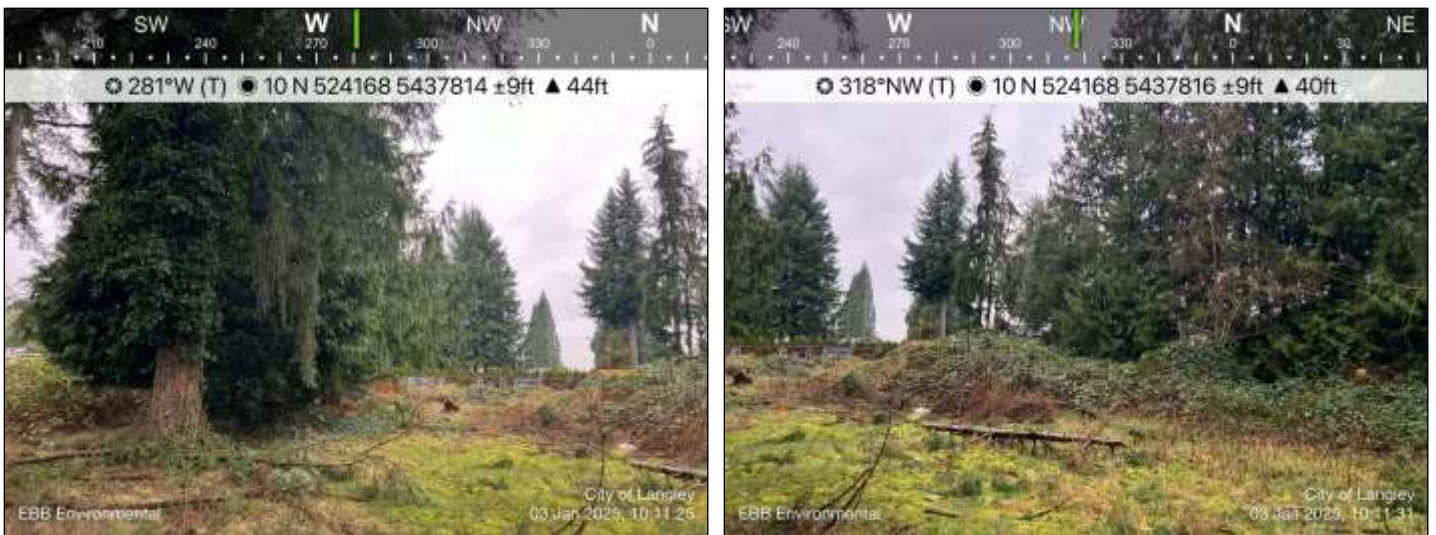 SW W NW N
210 240 270 300 330 0
281°W (T) 10 N 524168 5437814 ±9ft ▲ 44ft
City of Langley
EBB Environmental 03 Jan 2025, 10:11:25
SW W NW N NE
240 270 300 330 0 30
318°NW (T) 10 N 524168 5437816 ±9ft ▲ 40ft
City of Langley
EBB Environmental 03 Jan 2025, 10:11:31